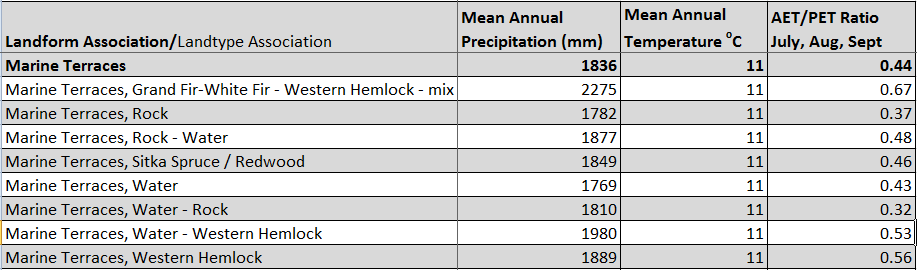 Landform Association/Landtype Association Mean Annual Precipitation (mm) Mean Annual Temperature °C AET/PET Ratio July, Aug, Sept
Marine Terraces 1836 11 0.44
Marine Terraces, Grand Fir-White Fir - Western Hemlock - mix 2275 11 0.67
Marine Terraces, Rock 1782 11 0.37
Marine Terraces, Rock - Water 1877 11 0.48
Marine Terraces, Sitka Spruce / Redwood 1849 11 0.46
Marine Terraces, Water 1769 11 0.43
Marine Terraces, Water - Rock 1810 11 0.32
Marine Terraces, Water - Western Hemlock 1980 11 0.53
Marine Terraces, Western Hemlock 1889 11 0.56